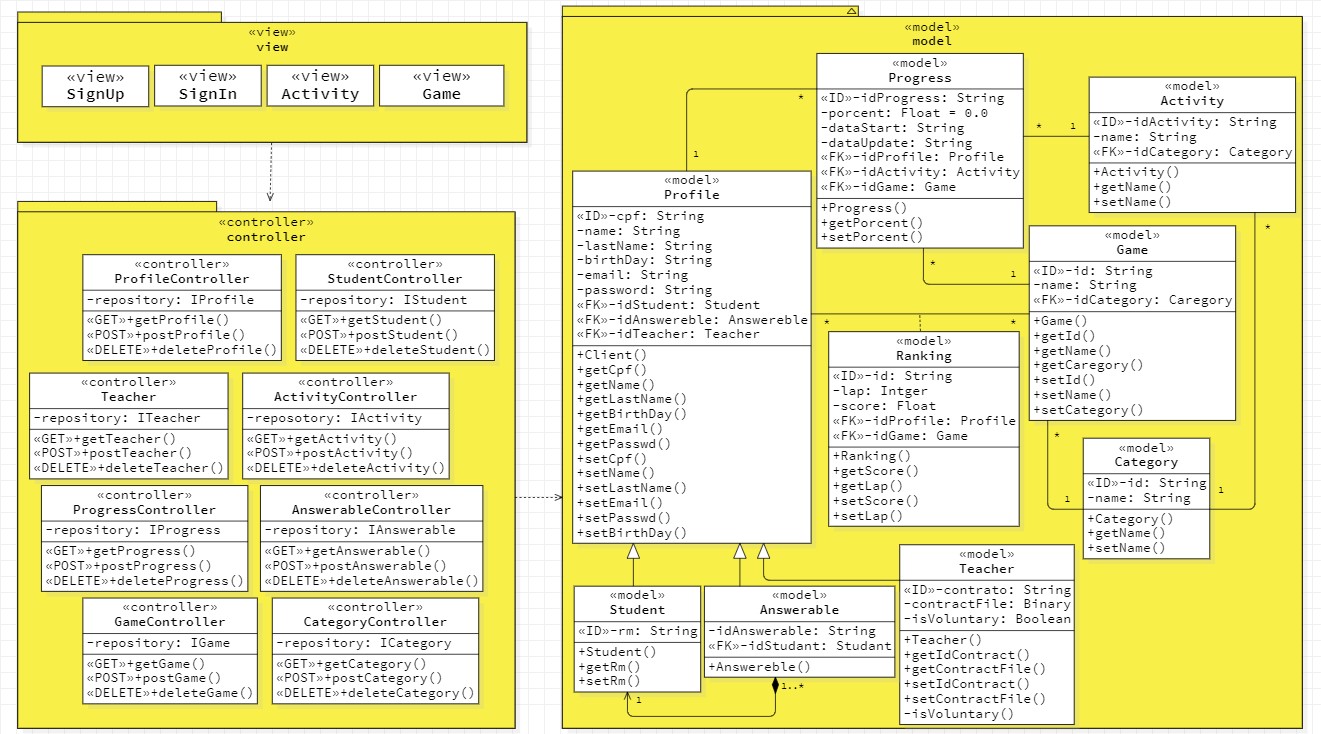 «view»
view
«view»
SignUp
«view»
SignIn
«view»
Activity
«view»
Game
«controller»
controller
«controller»
ProfileController
-repository: IProfile
«GET»+getProfile()
«POST»+postProfile()
«DELETE»+deleteProfile()
«controller»
StudentController
-repository: IStudent
«GET»+getStudent()
«POST»+postStudent()
«DELETE»+deleteStudent()
«controller»
Teacher
-repository: ITeacher
«GET»+getTeacher()
«POST»+postTeacher()
«DELETE»+deleteTeacher()
«controller»
ActivityController
-reposotory: IActivity
«GET»+getActivity()
«POST»+postActivity()
«DELETE»+deleteActivity()
«controller»
ProgressController
-repository: IProgress
«GET»+getProgress()
«POST»+postProgress()
«DELETE»+deleteProgress()
«controller»
AnswerableController
-repository: IAnswerable
«GET»+getAnswerable()
«POST»+postAnswerable()
«DELETE»+deleteAnswerable()
«controller»
GameController
-repository: IGame
«GET»+getGame()
«POST»+postGame()
«DELETE»+deleteGame()
«controller»
CategoryController
-repository: ICategory
«GET»+getCategory()
«POST»+postCategory()
«DELETE»+deleteCategory()
«model»
model
«model»
Progress
«ID»-idProgress: String
-porcent: Float = 0.0
-dataStart: String
-dataUpdate: String
«FK»-idProfile: Profile
«FK»-idActivity: Activity
«FK»-idGame: Game
+Progress()
+getPorcent()
+setPorcent()
*
1
*
1
«model»
Activity
«ID»-idActivity: String
-name: String
«FK»-idCategory: Category
+Activity()
+getName()
+setName()
*
«model»
Profile
«ID»-cpf: String
-name: String
-lastName: String
-birthDay: String
-email: String
-password: String
«FK»-idStudent: Student
«FK»-idAnswereble: Answereble
«FK»-idTeacher: Teacher
+Client()
+getCpf()
+getName()
+getLastName()
+getBirthDay()
+getEmail()
+getPasswd()
+setCpf()
+setName()
+setLastName()
+setEmail()
+setPasswd()
+setBirthDay()
*
1
«model»
Game
«ID»-id: String
-name: String
«FK»-idCategory: Caregory
+Game()
+getId()
+getName()
+getCaregory()
+setId()
+setName()
+setCategory()
*
*
«model»
Ranking
«ID»-id: String
-lap: Intger
-score: Float
«FK»-idProfile: Profile
«FK»-idGame: Game
+Ranking()
+getScore()
+getLap()
+setScore()
+setLap()
*
1
«model»
Category
«ID»-id: String
-name: String
+Category()
+getName()
+setName()
1
«model»
Student
«ID»-rm: String
+Student()
+getRm()
+setRm()
«model»
Answerable
-idAnswerable: String
«FK»-idStudant: Studant
+Answereble()
1..*
1
«model»
Teacher
«ID»-contrato: String
-contractFile: Binary
-isVoluntary: Boolean
+Teacher()
+getIdContract()
+getContractFile()
+setIdContract()
+setContractFile()
-isVoluntary()